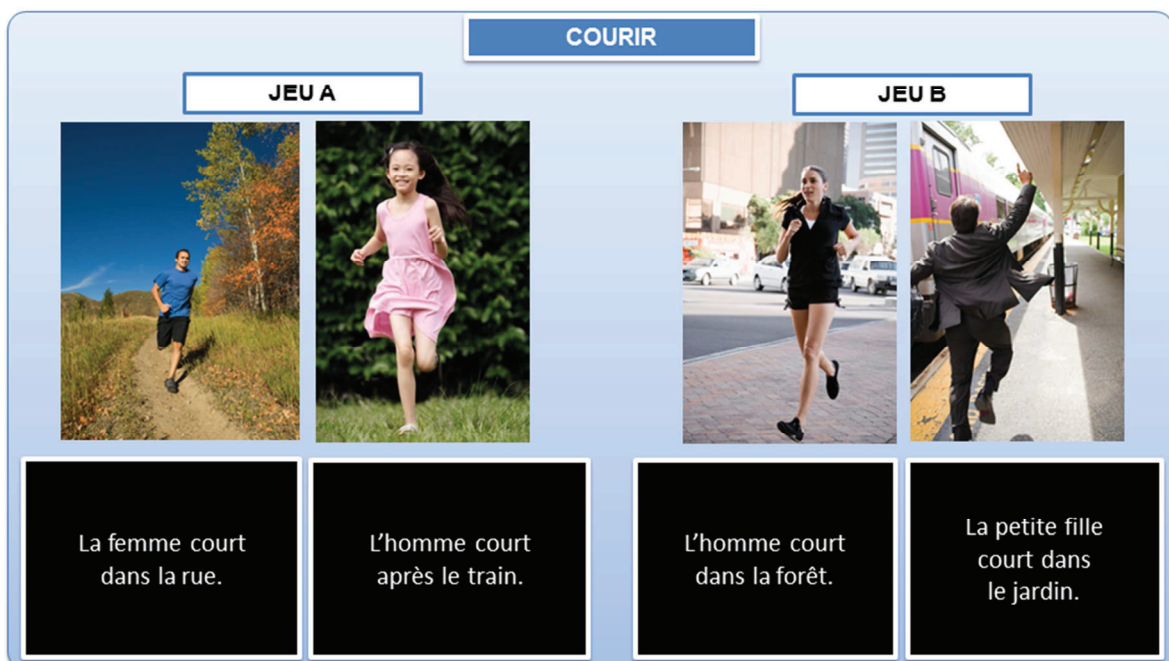 COURIR
JEU A
JEU B
La femme court
dans la rue.
L’homme court
après le train.
L’homme court
dans la forêt.
La petite fille
court dans
le jardin.